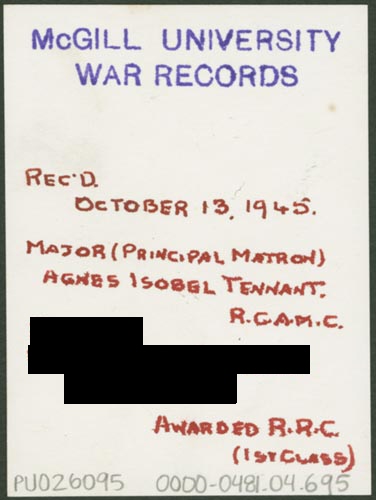 McGILL UNIVERSITY
WAR RECORDS
REC'D.
OCTOBER 13, 1945.
MAJOR (PRINCIPAL MATRON)
AGNES ISOBEL TENNANT.
R.C.A.M.C.
AWARDED R.R.C.
(1ST CLASS)
PU026095 0000-0481.04.695